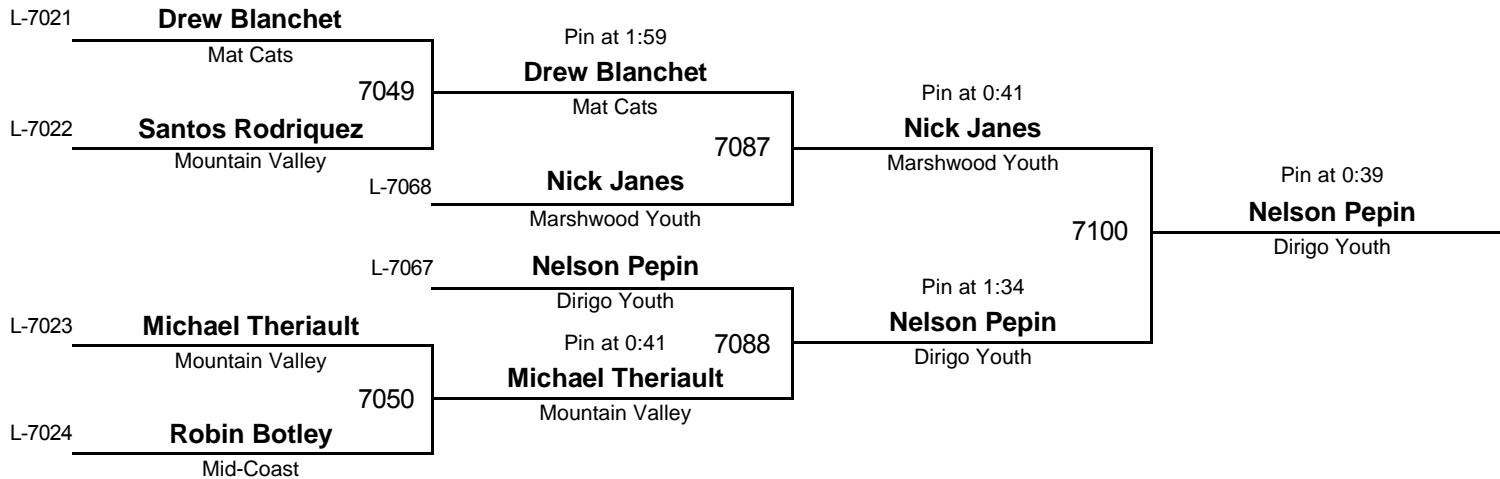 L-7021
Drew Blanchet
Mat Cats
7049
L-7022
Santos Rodriquez
Mountain Valley
Pin at 1:59
Drew Blanchet
Mat Cats
7087
L-7068
Nick Janes
Marshwood Youth
Pin at 0:41
Nick Janes
Marshwood Youth
7100
Pin at 0:39
Nelson Pepin
Dirigo Youth
L-7067
Nelson Pepin
Dirigo Youth
7088
Pin at 1:34
Nelson Pepin
Dirigo Youth
L-7023
Michael Theriault
Mountain Valley
7050
Pin at 0:41
Michael Theriault
Mountain Valley
L-7024
Robin Botley
Mid-Coast